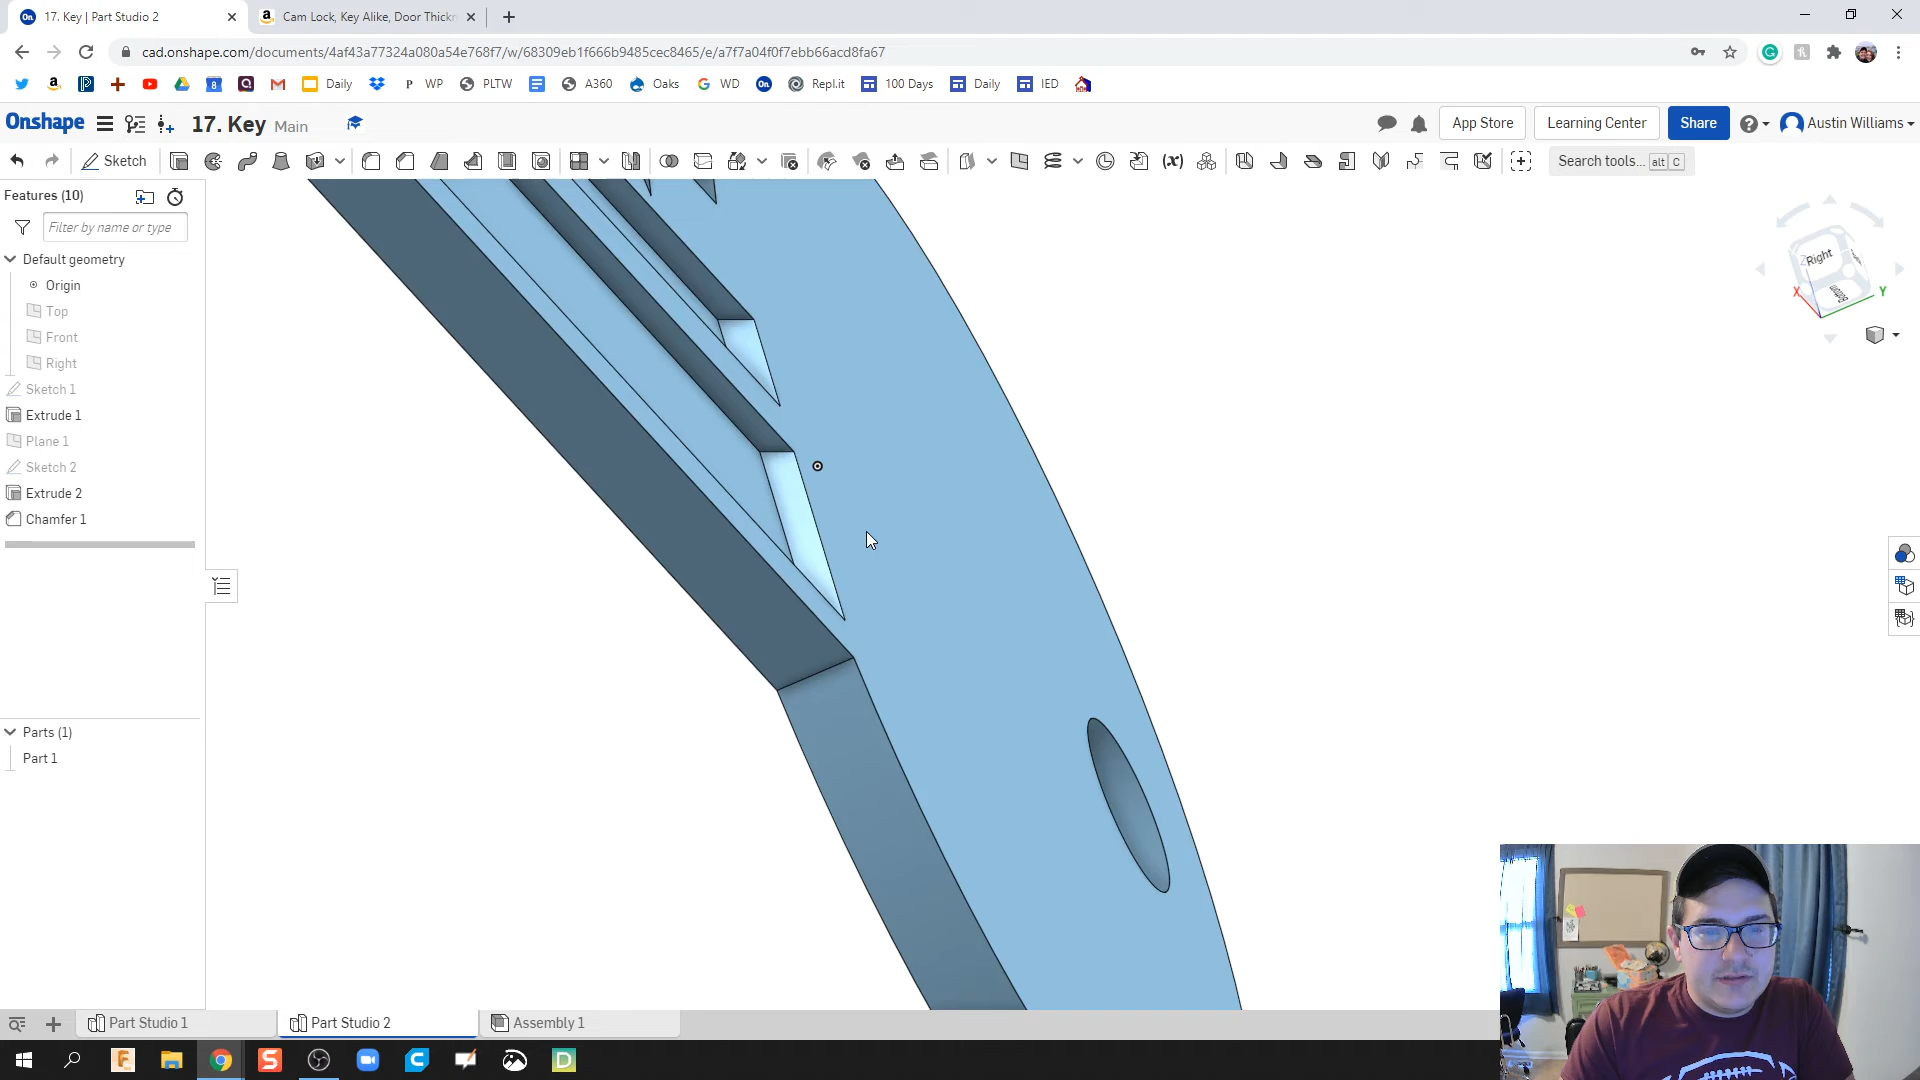 17. Key | Part Studio 2
Cam Lock, Key Alike, Door Thickn
cad.onshape.com/documents/4af43a77324a080a54e768f7/w/68309eb1f666b9485cec8465/e/a7f7a04f0f7ebb66acd8fa67
Daily
WP
PLTW
A360
Oaks
WD
Repl.it
100 Days
Daily
IED
Onshape
17. Key Main
App Store
Learning Center
Share
Austin Williams
Sketch
Search tools... alt C
Features (10)
Filter by name or type
Default geometry
Origin
Top
Front
Right
Sketch 1
Extrude 1
Plane 1
Sketch 2
Extrude 2
Chamfer 1
Parts (1)
Part 1
Right
Bottom
X
Y
Z
Part Studio 1
Part Studio 2
Assembly 1